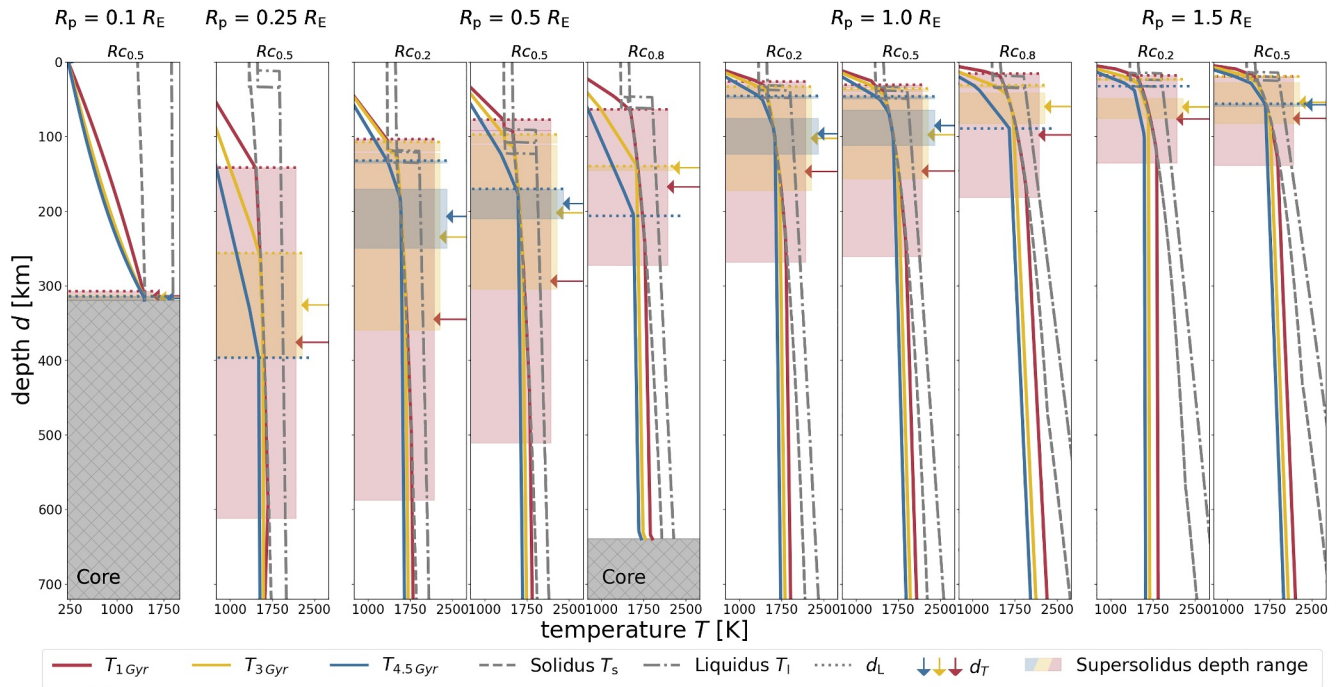 Rp = 0.1 RE Rp = 0.25 RE Rp = 0.5 RE Rp = 1.0 RE Rp = 1.5 RE
Rc0.5 Rc0.5 Rc0.2 Rc0.5 Rc0.8 Rc0.2 Rc0.5 Rc0.8 Rc0.2 Rc0.5
0
100
200
300
400
500
600
700
depth d [km]
Core Core
250 1000 1750 1000 1750 2500 1000 1750 2500 1000 1750 2500 1000 1750 2500 1000 1750 2500 1000 1750 2500 1000 1750 2500 1000 1750 2500 1000 1750 2500
temperature T [K]
T1 Gyr T3 Gyr T4.5 Gyr Solidus Ts Liquidus Tl dL dT Supersolidus depth range